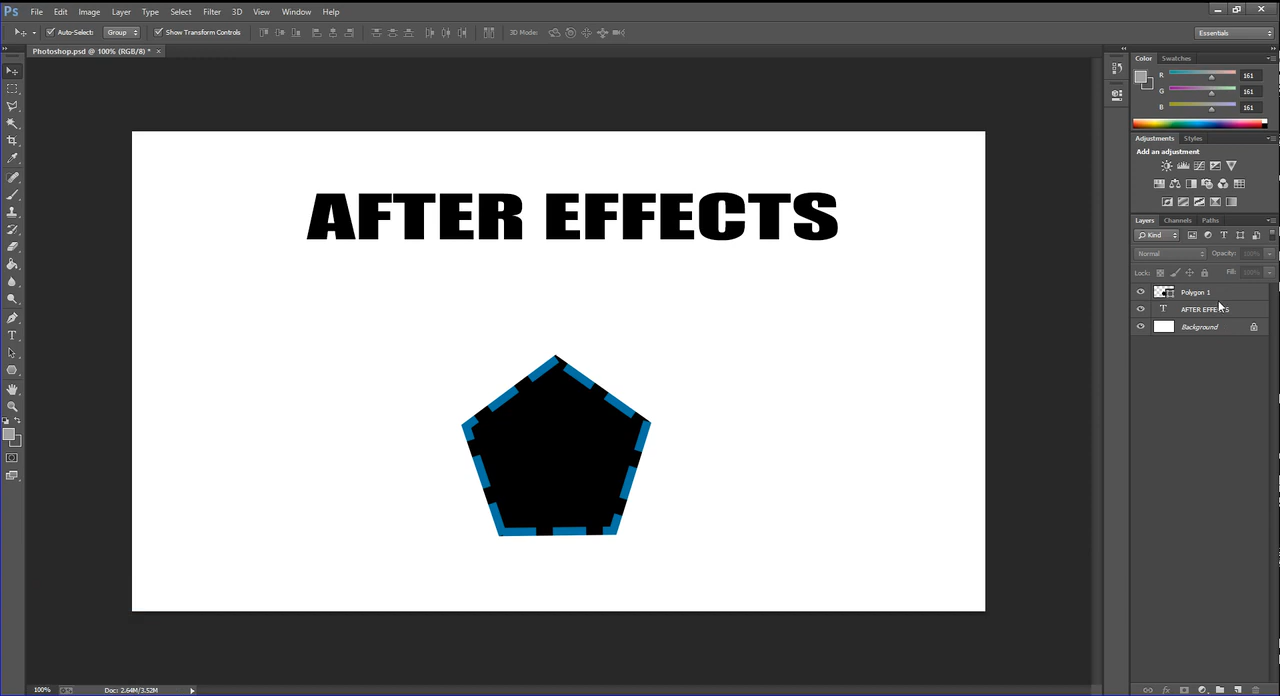 Ps File Edit Image Layer Type Select Filter 3D View Window Help
Auto-Select: Group Show Transform Controls 3D Mode: Essentials
Photoshop.psd @ 100% (RGB/8) * ×
Color Swatches
R 161
G 161
B 161
Adjustments Styles
Add an adjustment
Layers Channels Paths
Kind
Normal Opacity: 100%
Lock: Fill: 100%
Polygon 1
T AFTER EFFECTS
Background
AFTER EFFECTS
100% Doc: 2.64M/3.52M